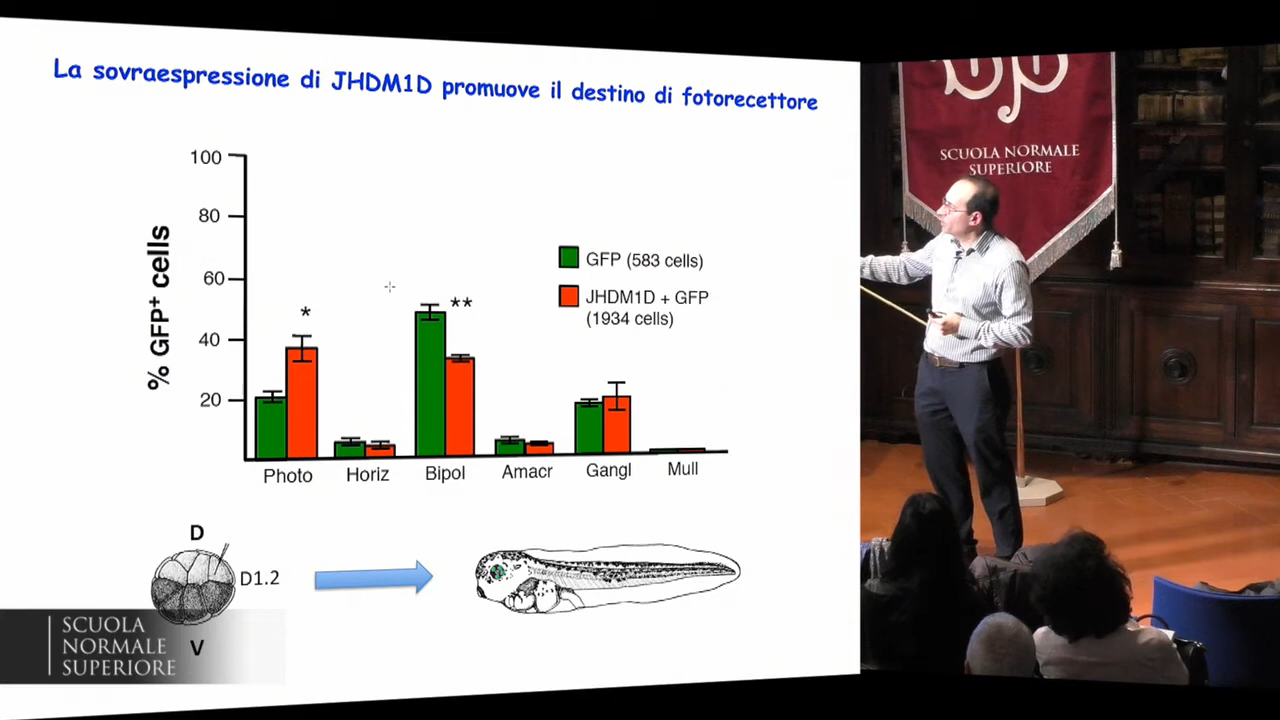 La sovraespressione di JHDM1D promuove il destino di fotorecettore
100
80
60
40
20
% GFP+ cells
*
**
GFP (583 cells)
JHDM1D + GFP
(1934 cells)
Photo Horiz Bipol Amacr Gangl Mull
D
D1.2
V
SCUOLA
NORMALE
SUPERIORE
SCUOLA NORMALE
SUPERIORE